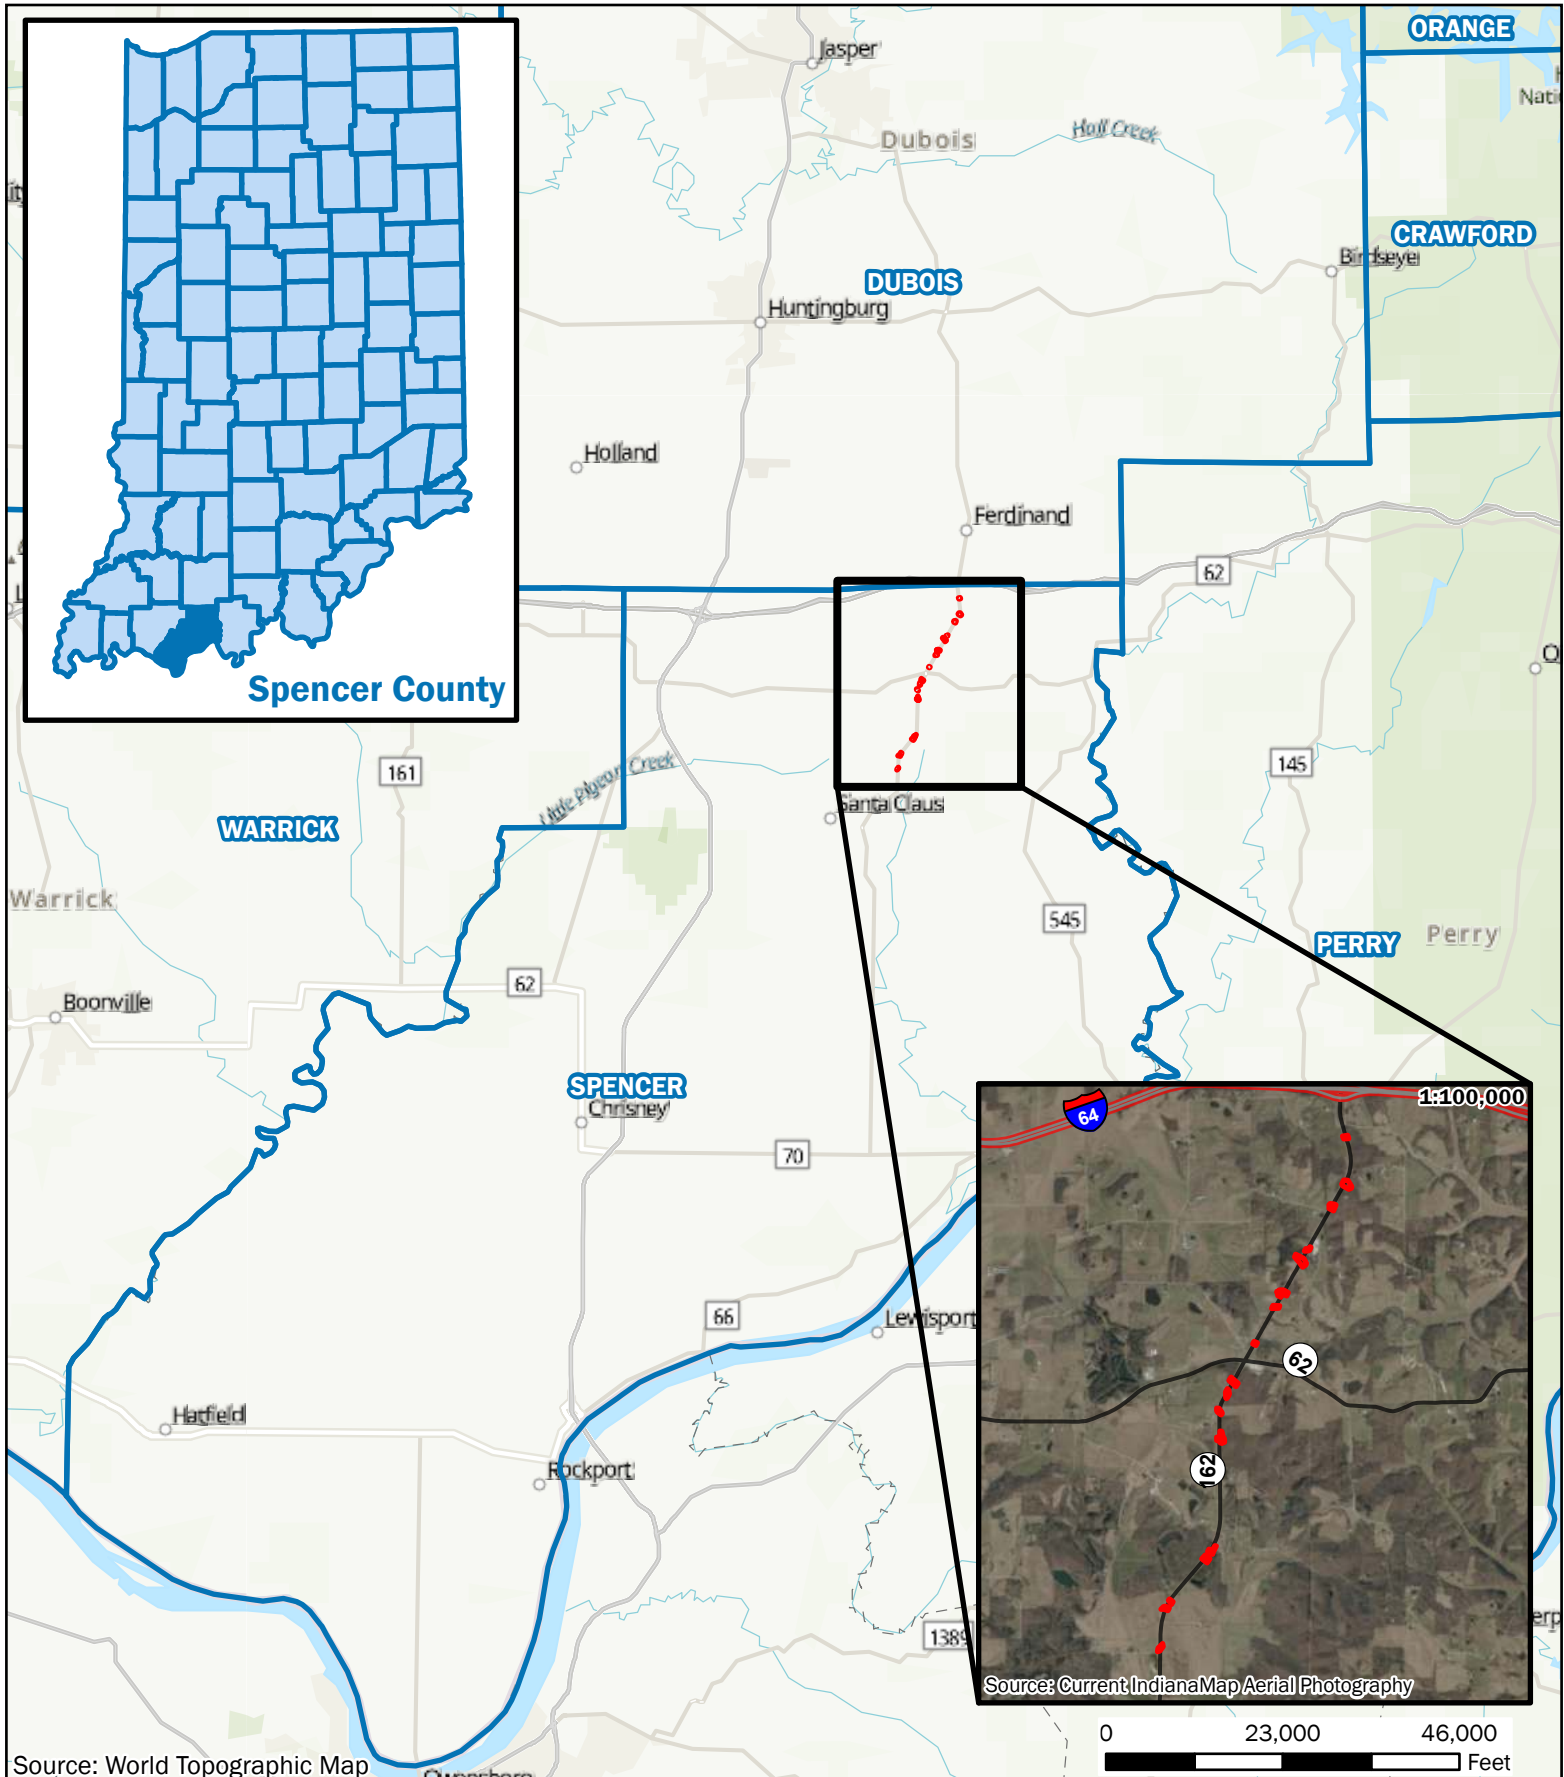 ORANGE
Jasper
Dubois
Hall Creek
CRAWFORD
Birdseye
DUBOIS
Huntingburg
Holland
Ferdinand
62
Spencer County
161
Little Pigeon Creek
Santa Claus
145
WARRICK
Warrick
545
PERRY
Perry
62
Boonville
SPENCER
Chrisney
1:100,000
64
70
66
Lewisport
62
Hatfield
162
Rockport
1389
Source: Current IndianaMap Aerial Photography
0 23,000 46,000
Feet
Source: World Topographic Map